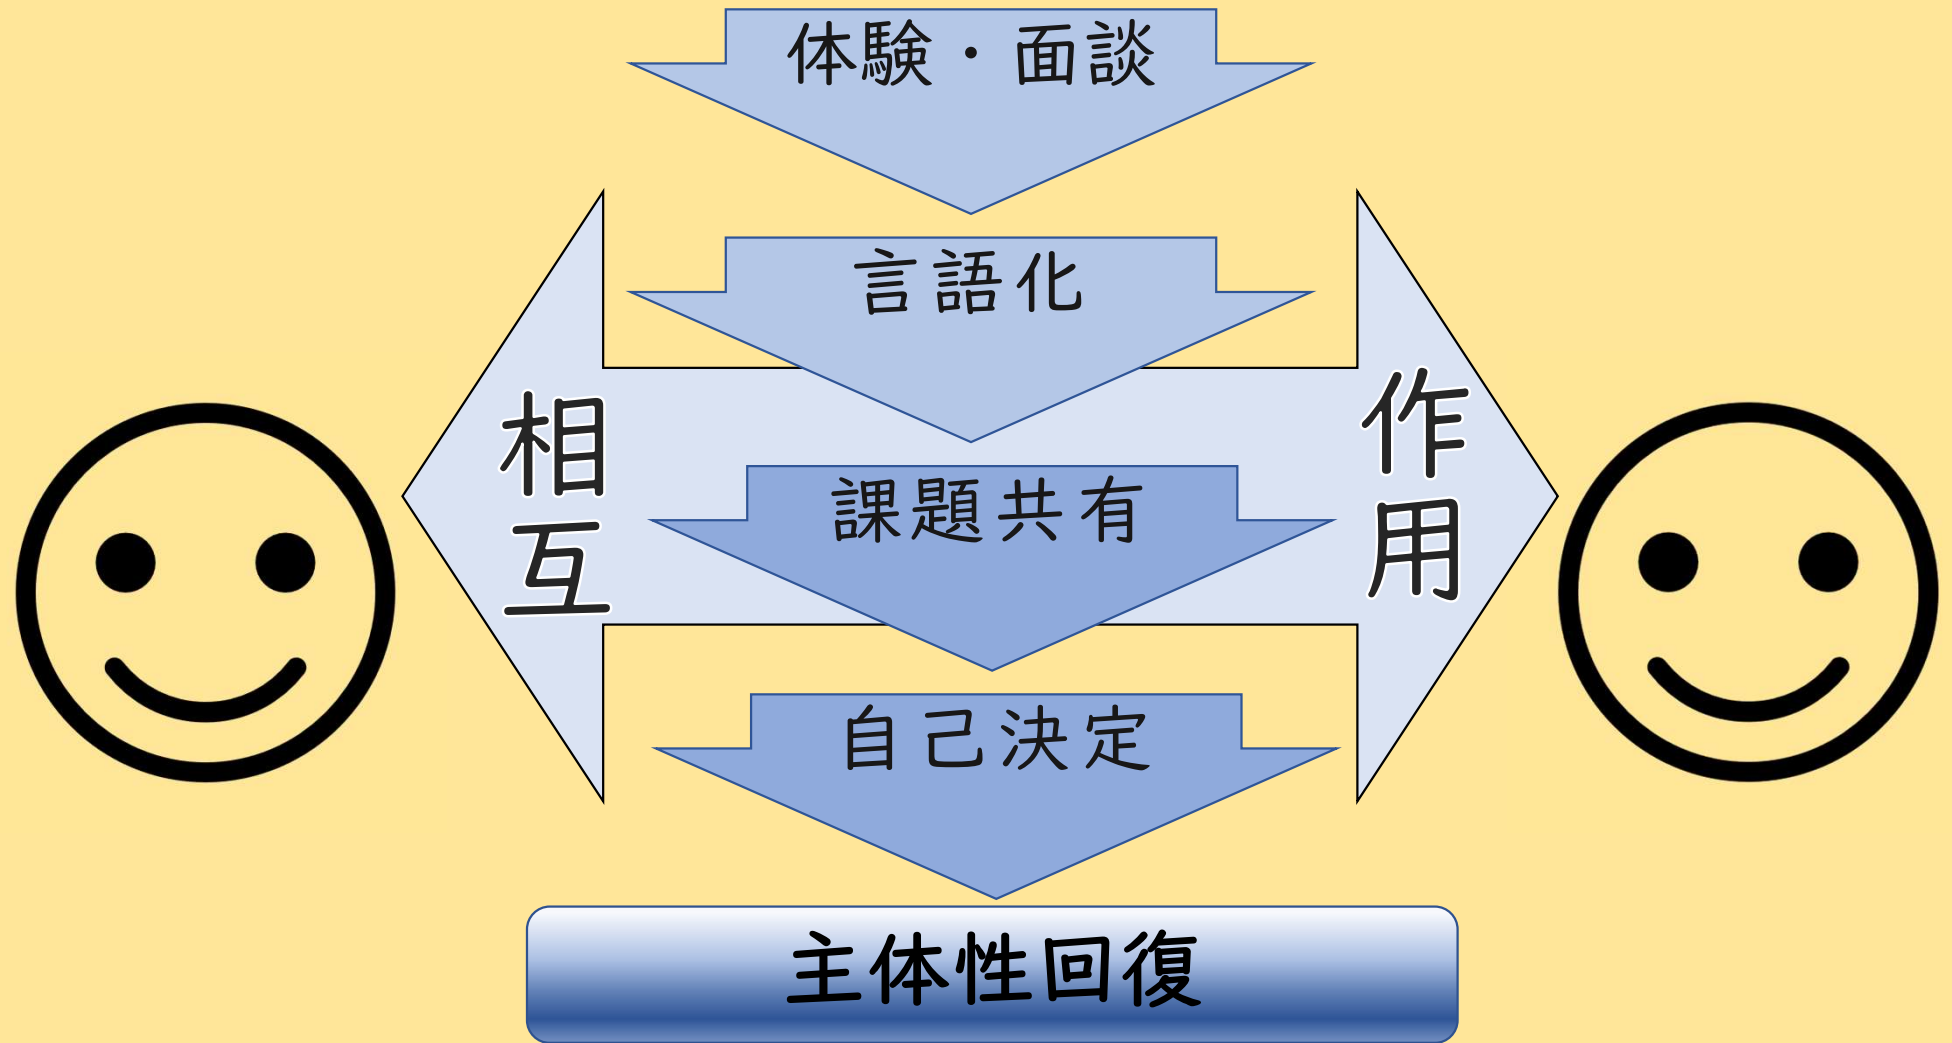 体験・面談
言語化
相互
作用
課題共有
自己決定
主体性回復